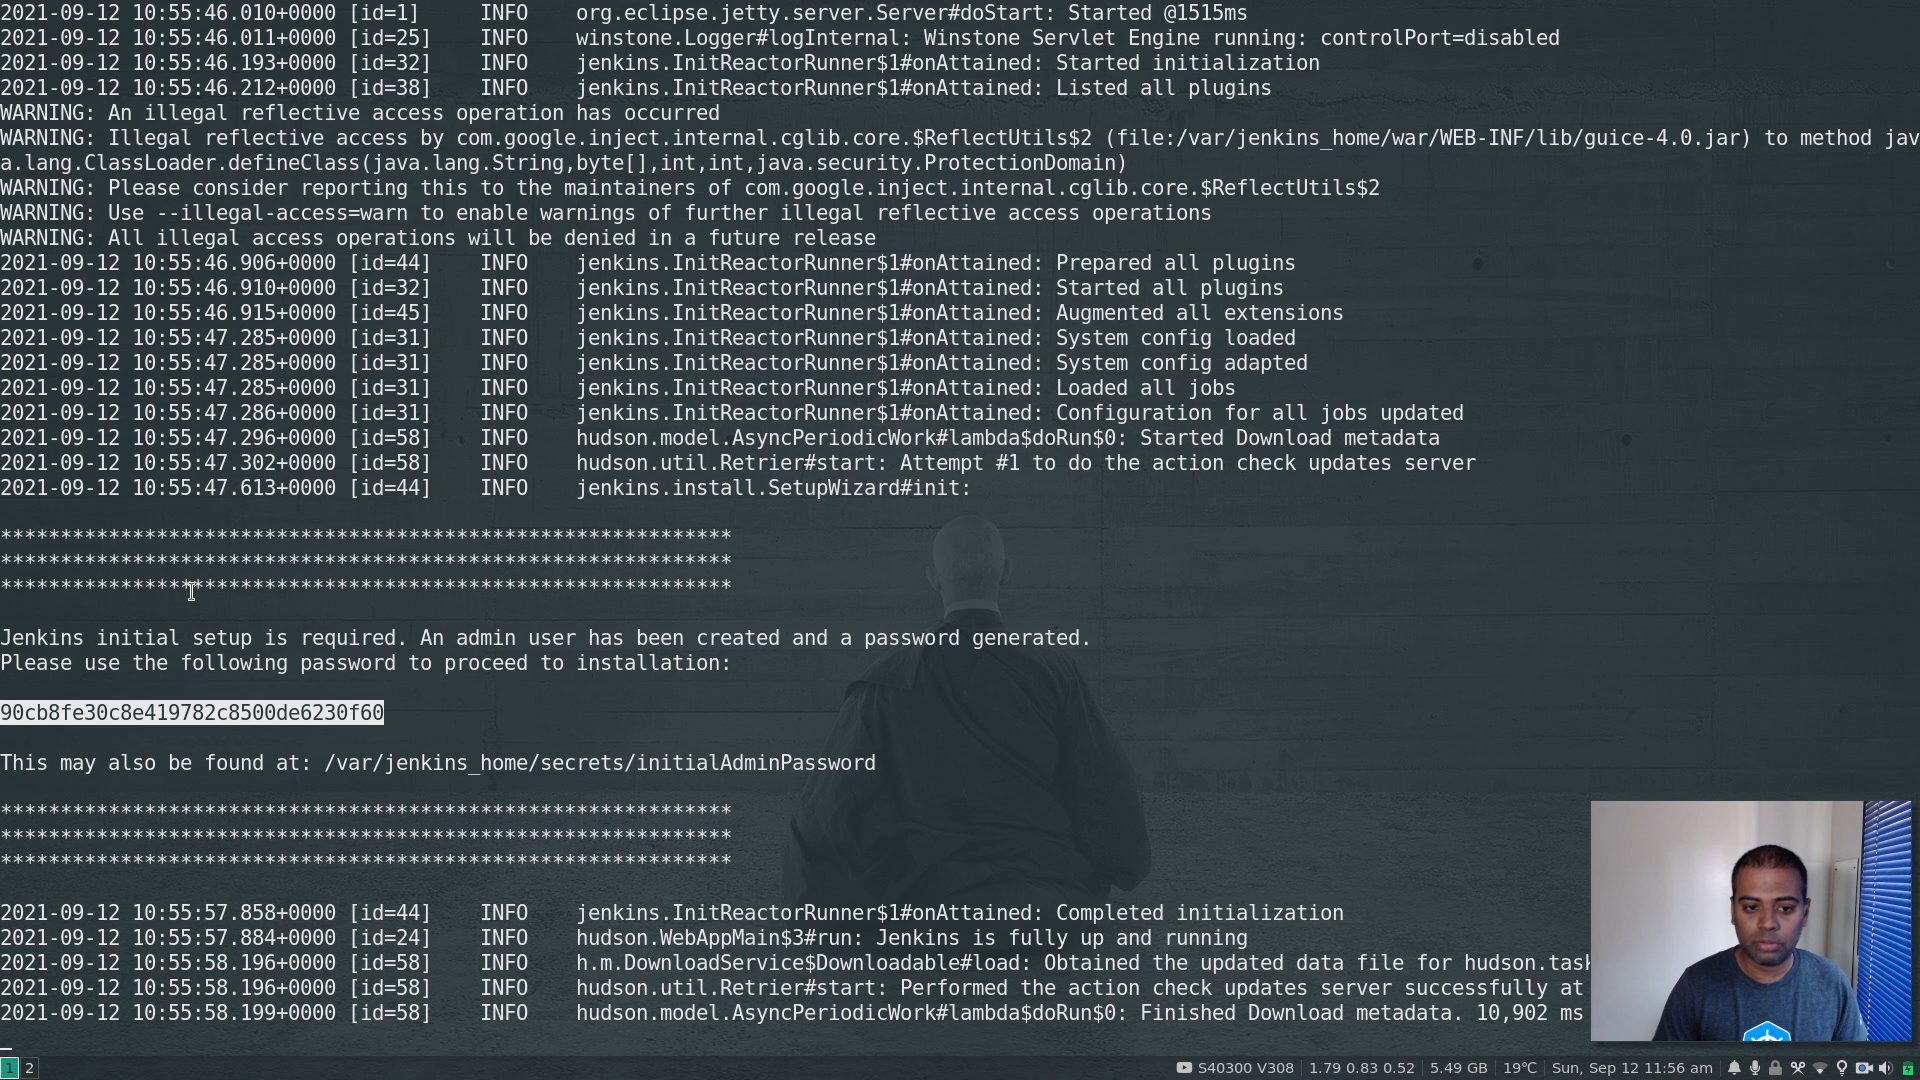 2021-09-12 10:55:46.010+0000 [id=1]    INFO    org.eclipse.jetty.server.Server#doStart: Started @1515ms
2021-09-12 10:55:46.011+0000 [id=25]    INFO    winstone.Logger#logInternal: Winstone Servlet Engine running: controlPort=disabled
2021-09-12 10:55:46.193+0000 [id=32]    INFO    jenkins.InitReactorRunner$1#onAttained: Started initialization
2021-09-12 10:55:46.212+0000 [id=38]    INFO    jenkins.InitReactorRunner$1#onAttained: Listed all plugins
WARNING: An illegal reflective access operation has occurred
WARNING: Illegal reflective access by com.google.inject.internal.cglib.core.$ReflectUtils$2 (file:/var/jenkins_home/war/WEB-INF/lib/guice-4.0.jar) to method jav
a.lang.ClassLoader.defineClass(java.lang.String,byte[],int,int,java.security.ProtectionDomain)
WARNING: Please consider reporting this to the maintainers of com.google.inject.internal.cglib.core.$ReflectUtils$2
WARNING: Use --illegal-access=warn to enable warnings of further illegal reflective access operations
WARNING: All illegal access operations will be denied in a future release
2021-09-12 10:55:46.906+0000 [id=44]    INFO    jenkins.InitReactorRunner$1#onAttained: Prepared all plugins
2021-09-12 10:55:46.910+0000 [id=32]    INFO    jenkins.InitReactorRunner$1#onAttained: Started all plugins
2021-09-12 10:55:46.915+0000 [id=45]    INFO    jenkins.InitReactorRunner$1#onAttained: Augmented all extensions
2021-09-12 10:55:47.285+0000 [id=31]    INFO    jenkins.InitReactorRunner$1#onAttained: System config loaded
2021-09-12 10:55:47.285+0000 [id=31]    INFO    jenkins.InitReactorRunner$1#onAttained: System config adapted
2021-09-12 10:55:47.285+0000 [id=31]    INFO    jenkins.InitReactorRunner$1#onAttained: Loaded all jobs
2021-09-12 10:55:47.286+0000 [id=31]    INFO    jenkins.InitReactorRunner$1#onAttained: Configuration for all jobs updated
2021-09-12 10:55:47.296+0000 [id=58]    INFO    hudson.model.AsyncPeriodicWork#lambda$doRun$0: Started Download metadata
2021-09-12 10:55:47.302+0000 [id=58]    INFO    hudson.util.Retrier#start: Attempt #1 to do the action check updates server
2021-09-12 10:55:47.613+0000 [id=44]    INFO    jenkins.install.SetupWizard#init:
*************************************************************
*************************************************************
*************************************************************
Jenkins initial setup is required. An admin user has been created and a password generated.
Please use the following password to proceed to installation:
90cb8fe30c8e419782c8500de6230f60
This may also be found at: /var/jenkins_home/secrets/initialAdminPassword
*************************************************************
*************************************************************
*************************************************************
2021-09-12 10:55:57.858+0000 [id=44]    INFO    jenkins.InitReactorRunner$1#onAttained: Completed initialization
2021-09-12 10:55:57.884+0000 [id=24]    INFO    hudson.WebAppMain$3#run: Jenkins is fully up and running
2021-09-12 10:55:58.196+0000 [id=58]    INFO    h.m.DownloadService$Downloadable#load: Obtained the updated data file for hudson.task
2021-09-12 10:55:58.196+0000 [id=58]    INFO    hudson.util.Retrier#start: Performed the action check updates server successfully at
2021-09-12 10:55:58.199+0000 [id=58]    INFO    hudson.model.AsyncPeriodicWork#lambda$doRun$0: Finished Download metadata. 10,902 ms
1 2 S40300 V308 1.79 0.83 0.52 5.49 GB 19℃ Sun, Sep 12 11:56 am